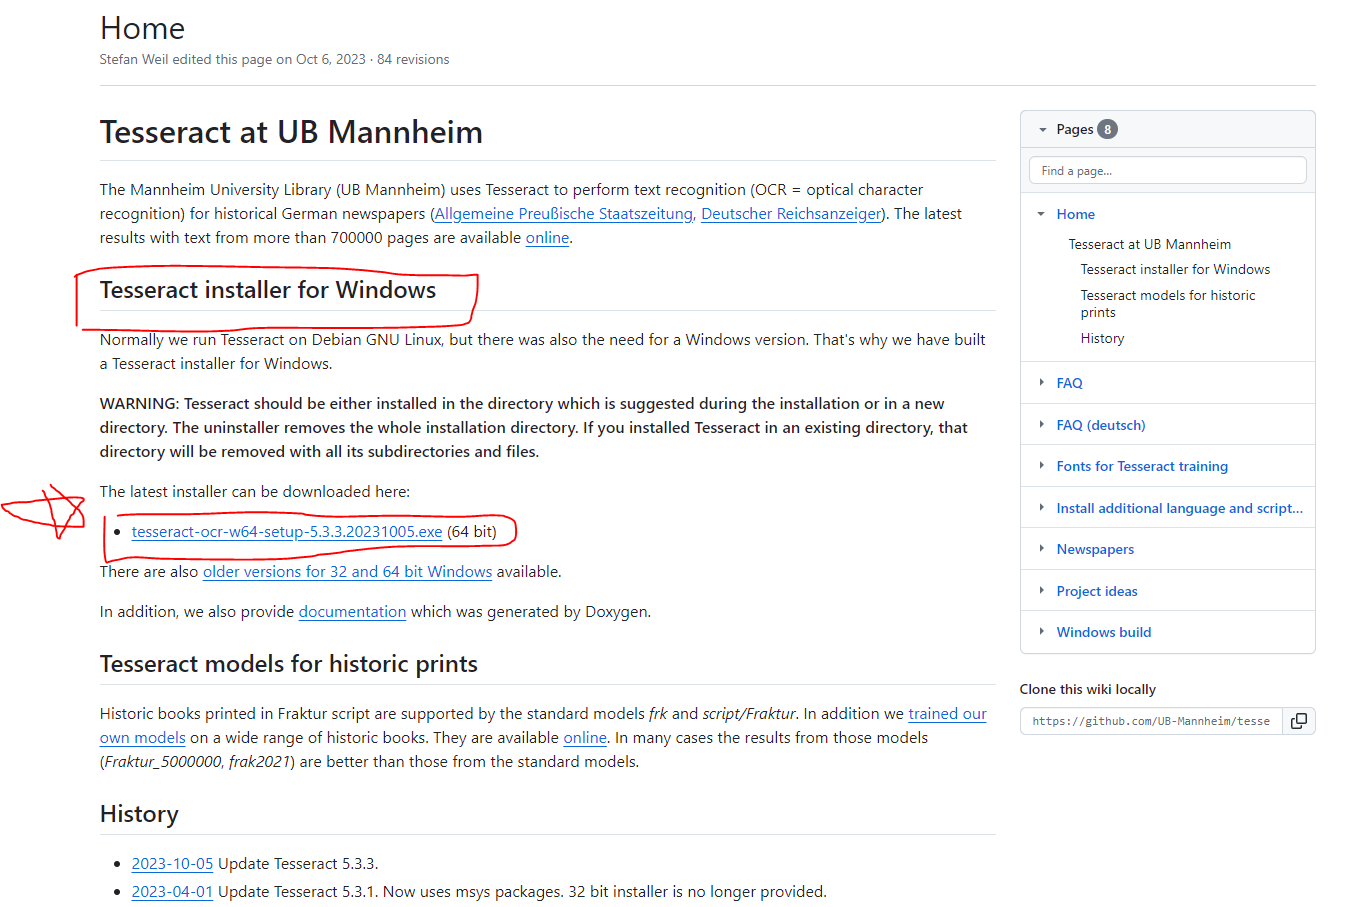 Home
Stefan Weil edited this page on Oct 6, 2023 · 84 revisions
Tesseract at UB Mannheim
The Mannheim University Library (UB Mannheim) uses Tesseract to perform text recognition (OCR = optical character
recognition) for historical German newspapers (Allgemeine Preußische Staatszeitung, Deutscher Reichsanzeiger). The latest
results with text from more than 700000 pages are available online.
Tesseract installer for Windows
Normally we run Tesseract on Debian GNU Linux, but there was also the need for a Windows version. That's why we have built
a Tesseract installer for Windows.
WARNING: Tesseract should be either installed in the directory which is suggested during the installation or in a new
directory. The uninstaller removes the whole installation directory. If you installed Tesseract in an existing directory, that
directory will be removed with all its subdirectories and files.
The latest installer can be downloaded here:
• tesseract-ocr-w64-setup-5.3.3.20231005.exe (64 bit)
There are also older versions for 32 and 64 bit Windows available.
In addition, we also provide documentation which was generated by Doxygen.
Tesseract models for historic prints
Historic books printed in Fraktur script are supported by the standard models frk and script/Fraktur. In addition we trained our
own models on a wide range of historic books. They are available online. In many cases the results from those models
(Fraktur_5000000, frak2021) are better than those from the standard models.
History
• 2023-10-05 Update Tesseract 5.3.3.
• 2023-04-01 Update Tesseract 5.3.1. Now uses msys packages. 32 bit installer is no longer provided.
Pages 8
Find a page...
Home
Tesseract at UB Mannheim
Tesseract installer for Windows
Tesseract models for historic
prints
History
FAQ
FAQ (deutsch)
Fonts for Tesseract training
Install additional language and script...
Newspapers
Project ideas
Windows build
Clone this wiki locally
https://github.com/UB-Mannheim/tesse